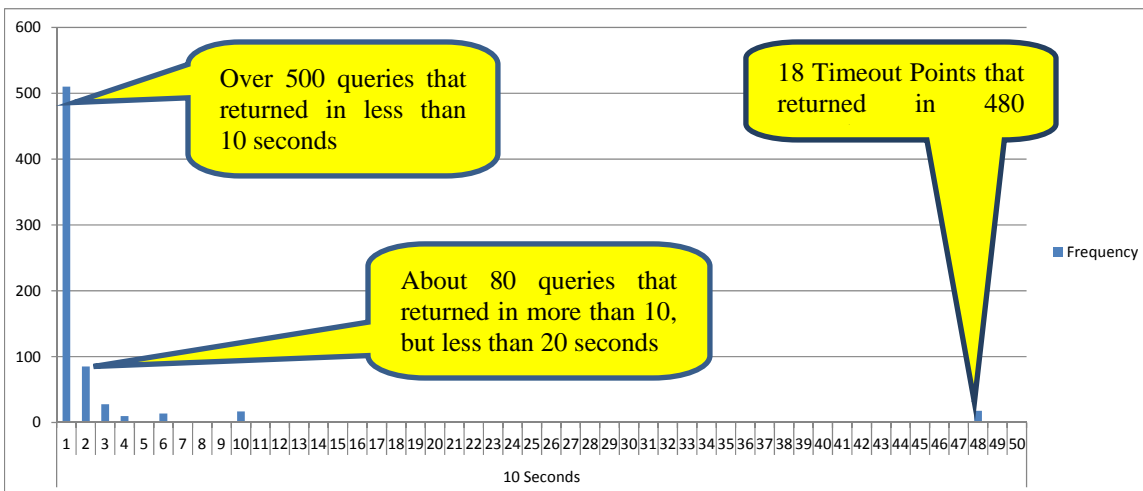 600
500
400
300
200
100
0
Over 500 queries that
returned in less than
10 seconds
18 Timeout Points that
returned in 480
About 80 queries that
returned in more than 10,
but less than 20 seconds
Frequency
1 2 3 4 5 6 7 8 9 10 11 12 13 14 15 16 17 18 19 20 21 22 23 24 25 26 27 28 29 30 31 32 33 34 35 36 37 38 39 40 41 42 43 44 45 46 47 48 49 50
10 Seconds